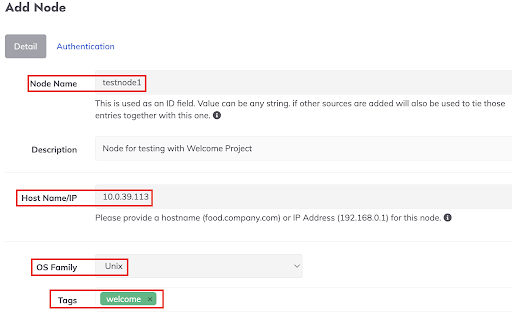 Add Node
Detail Authentication
Node Name testnode1
This is used as an ID field. Value can be any string, if other sources are added will also be used to tie those
entries together with this one.
Description Node for testing with Welcome Project
Host Name/IP 10.0.39.113
Please provide a hostname (food.company.com) or IP Address (192.168.0.1) for this node.
OS Family Unix
Tags welcome ×